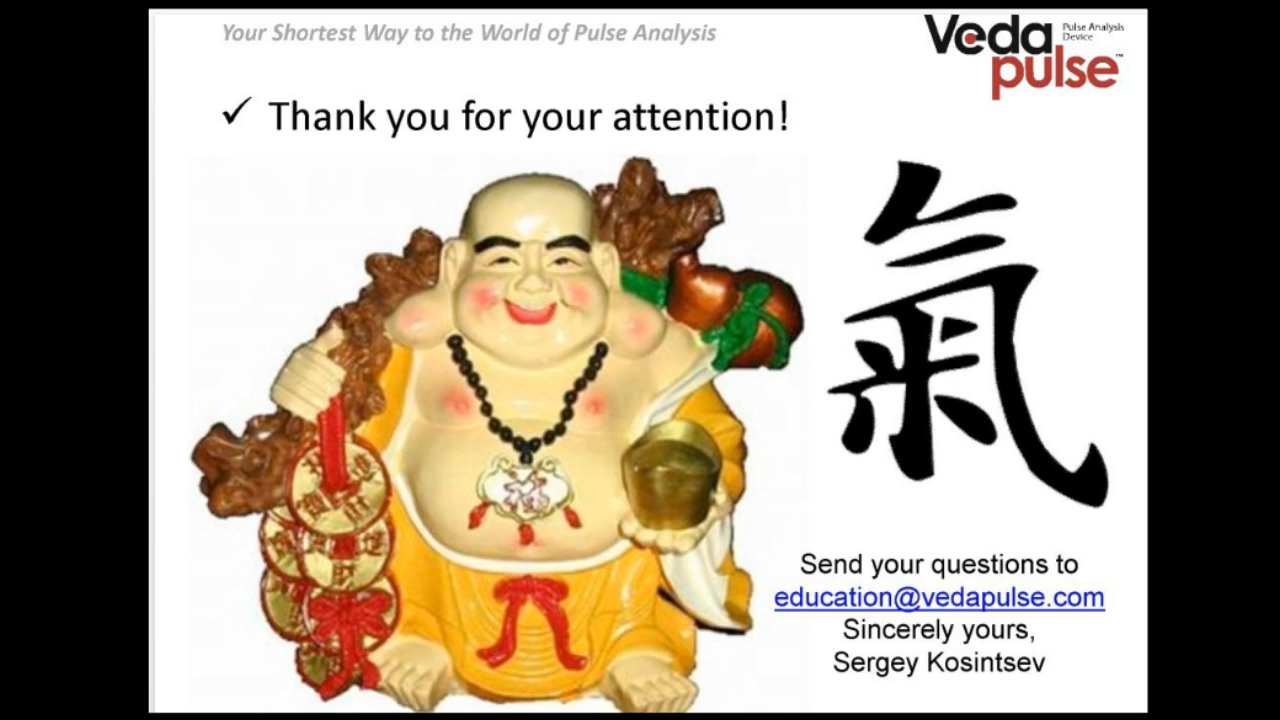 Your Shortest Way to the World of Pulse Analysis
Veda
Pulse Analysis
Device
pulse™
✓ Thank you for your attention!
氣
Send your questions to
education@vedapulse.com
Sincerely yours,
Sergey Kosintsev